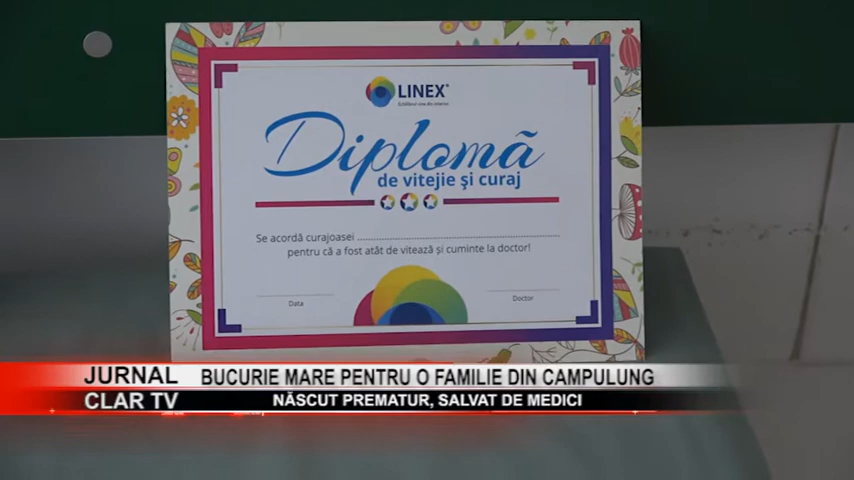 LINEX®
Diplomă
de vitejie și curaj
Se acordă curajoasei
pentru că a fost atât de vitează și cuminte la doctor!
Data
Doctor
JURNAL
BUCURIE MARE PENTRU O FAMILIE DIN CAMPULUNG
CLAR TV
NĂSCUT PREMATUR, SALVAT DE MEDICI